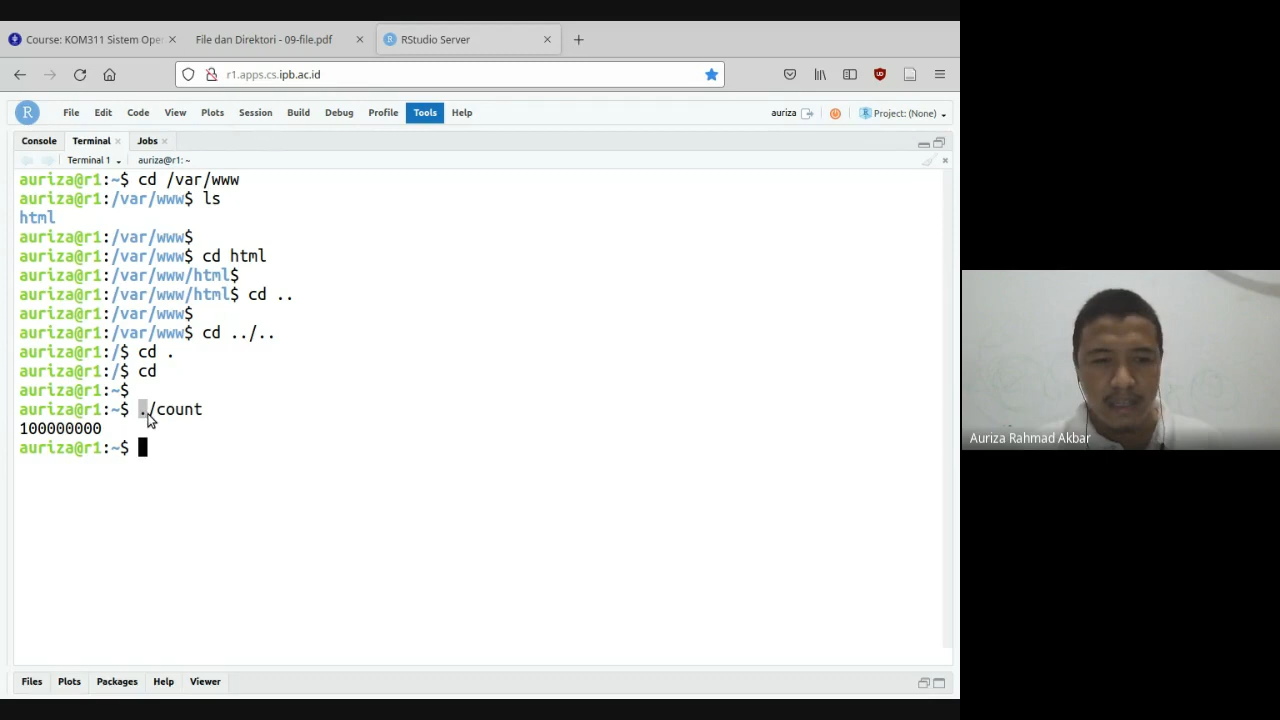 Course: KOM311 Sistem Oper
File dan Direktori - 09-file.pdf
RStudio Server
r1.apps.cs.ipb.ac.id
File Edit Code View Plots Session Build Debug Profile Tools Help
auriza
Project: (None)
Console Terminal Jobs
Terminal 1 auriza@r1: ~
auriza@r1:~$ cd /var/www
auriza@r1:/var/www$ ls
html
auriza@r1:/var/www$
auriza@r1:/var/www$ cd html
auriza@r1:/var/www/html$
auriza@r1:/var/www/html$ cd ..
auriza@r1:/var/www$
auriza@r1:/var/www$ cd ../..
auriza@r1:/$ cd .
auriza@r1:/$ cd
auriza@r1:~$
auriza@r1:~$ ./count
100000000
auriza@r1:~$
Files Plots Packages Help Viewer
Auriza Rahmad Akbar